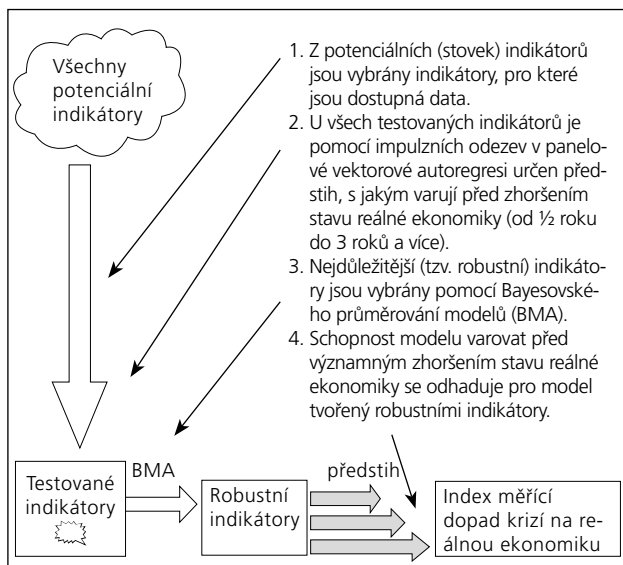 Všechny
potenciální
indikátory
1. Z potenciálních (stovek) indikátorů
jsou vybrány indikátory, pro které
jsou dostupná data.
2. U všech testovaných indikátorů je
pomocí impulzních odezev v panelo-
vé vektorové autoregresi určen před-
stih, s jakým varují před zhoršením
stavu reálné ekonomiky (od ½ roku
do 3 roků a více).
3. Nejdůležitější (tzv. robustní) indikáto-
ry jsou vybrány pomocí Bayesovské-
ho průměrování modelů (BMA).
4. Schopnost modelu varovat před
významným zhoršením stavu reálné
ekonomiky se odhaduje pro model
tvořený robustními indikátory.
Testované
indikátory
BMA
Robustní
indikátory
předstih
Index měřící
dopad krizí na re-
álnou ekonomiku